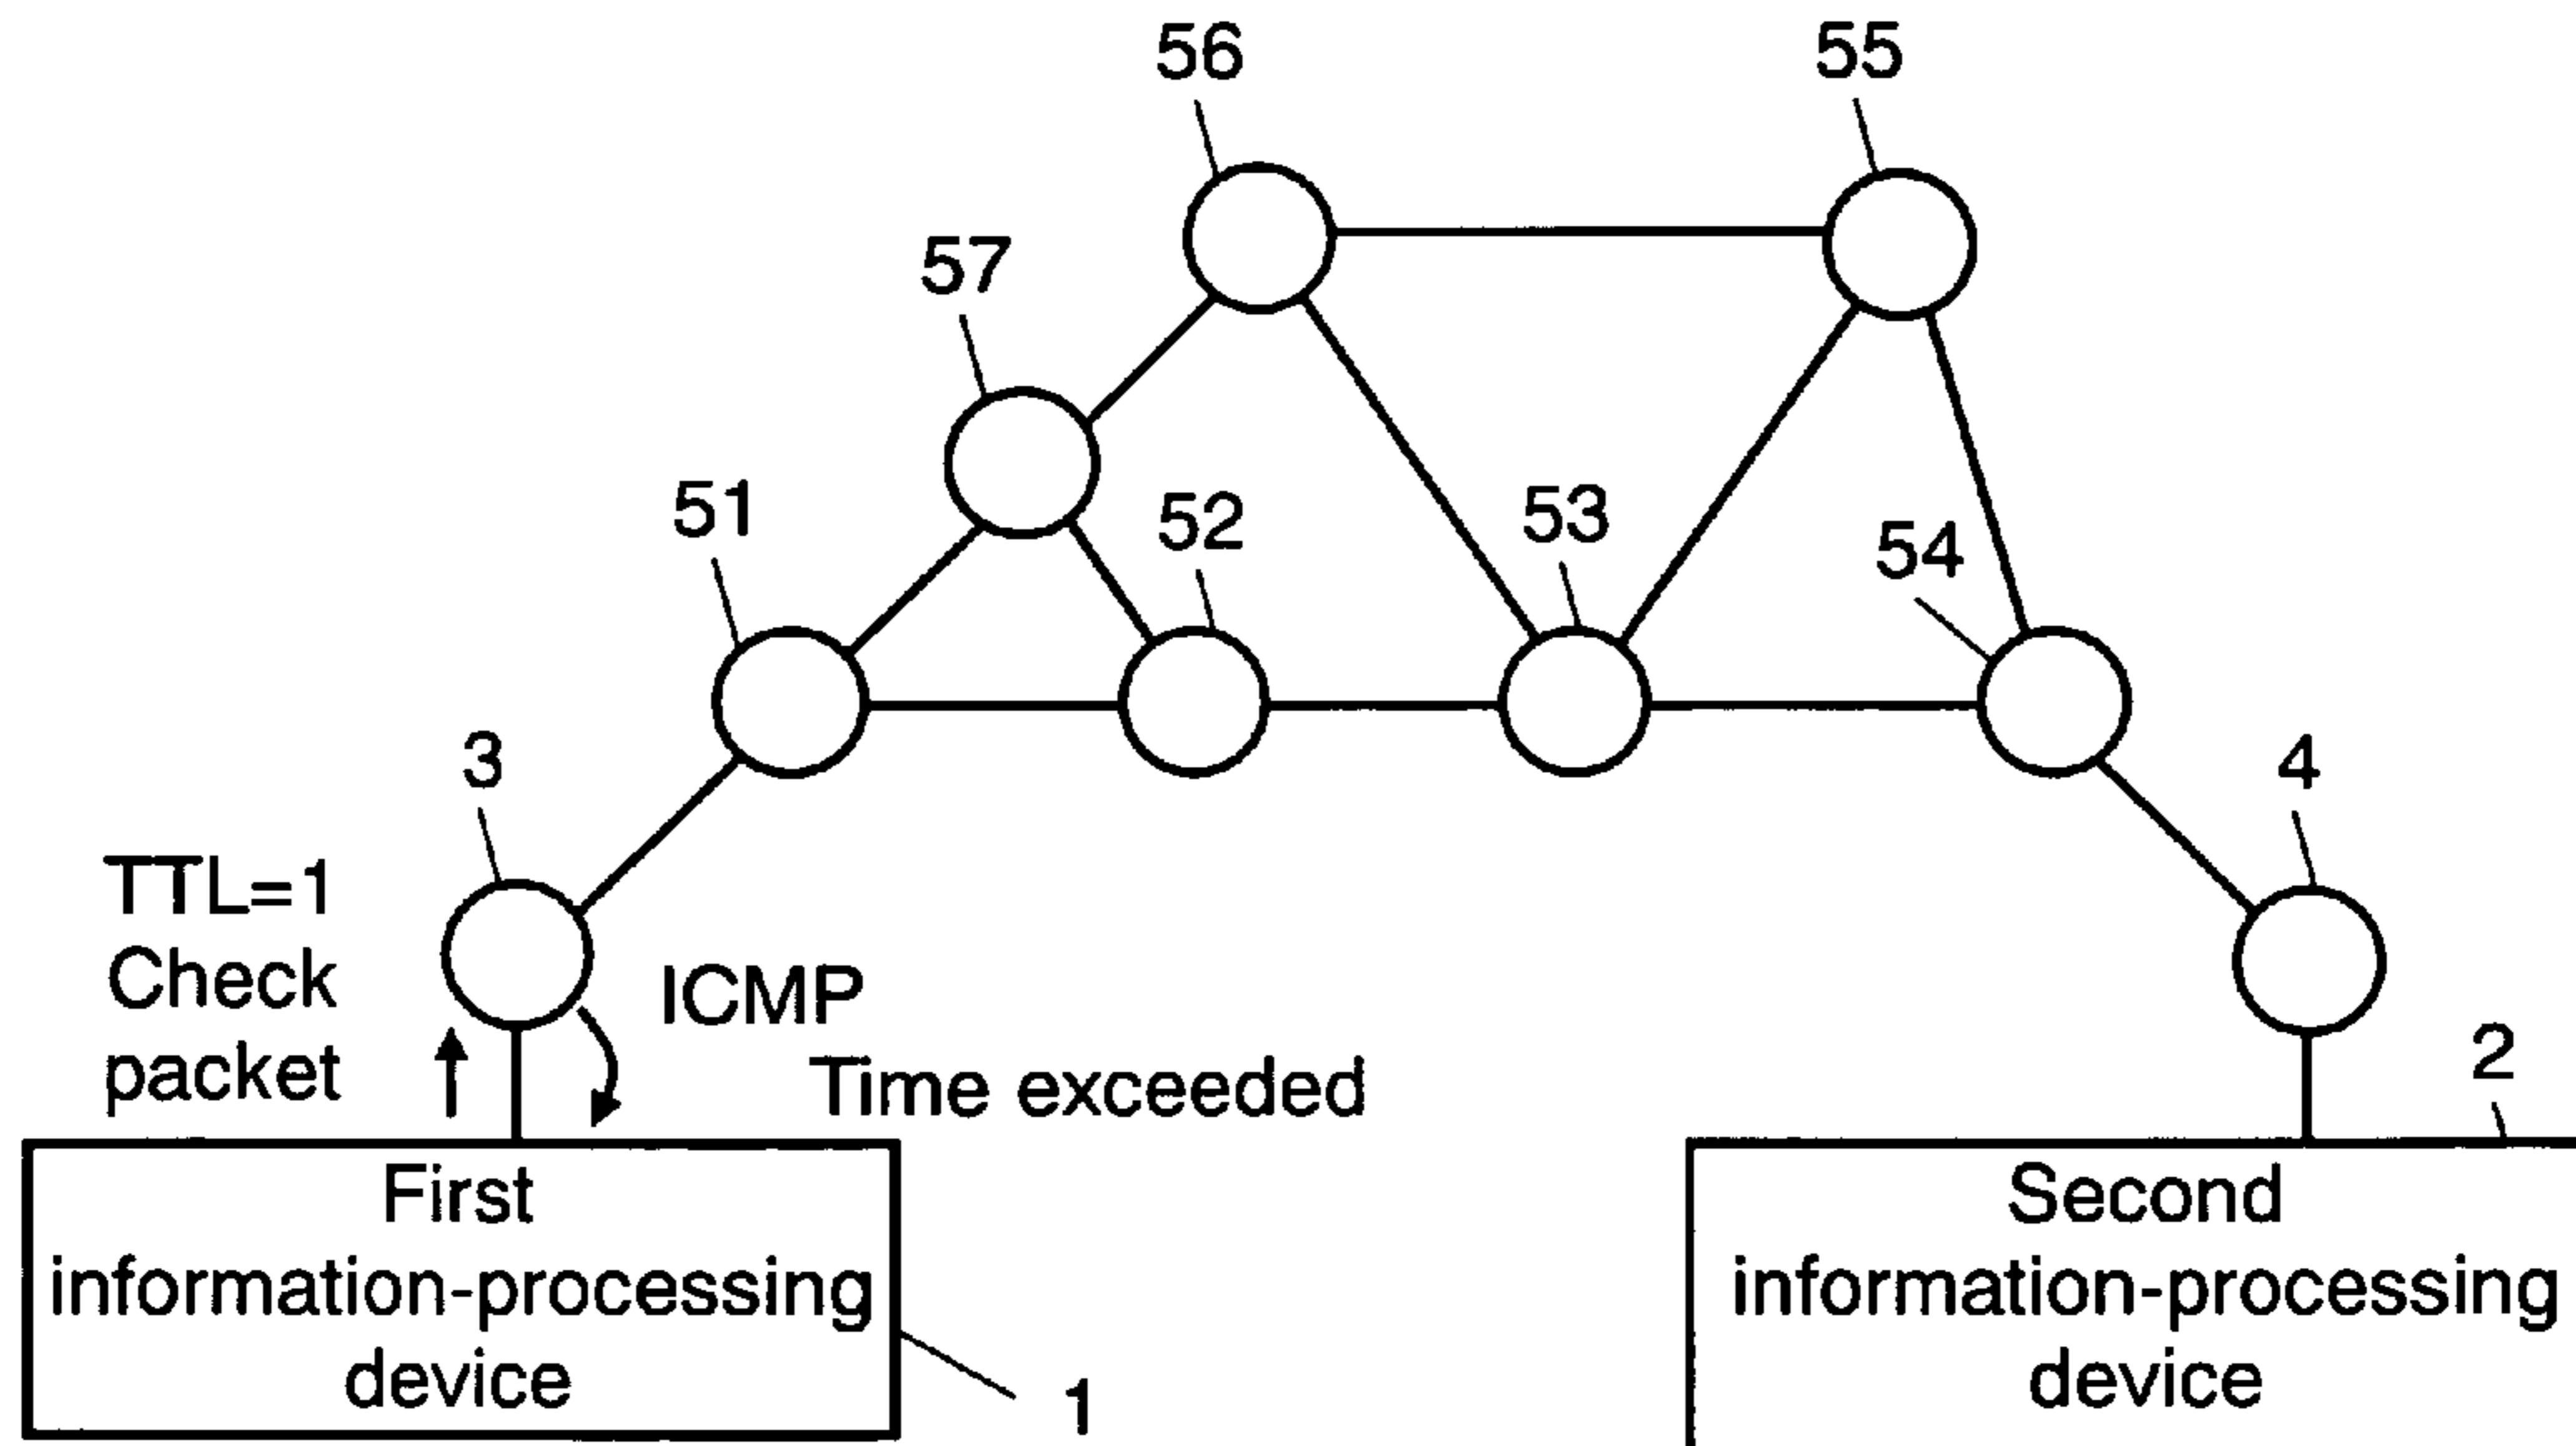 56
55
57
51
52
53
54
3
4
TTL=1
Check
packet
ICMP
Time exceeded
2
First
information-processing
device
1
Second
information-processing
device